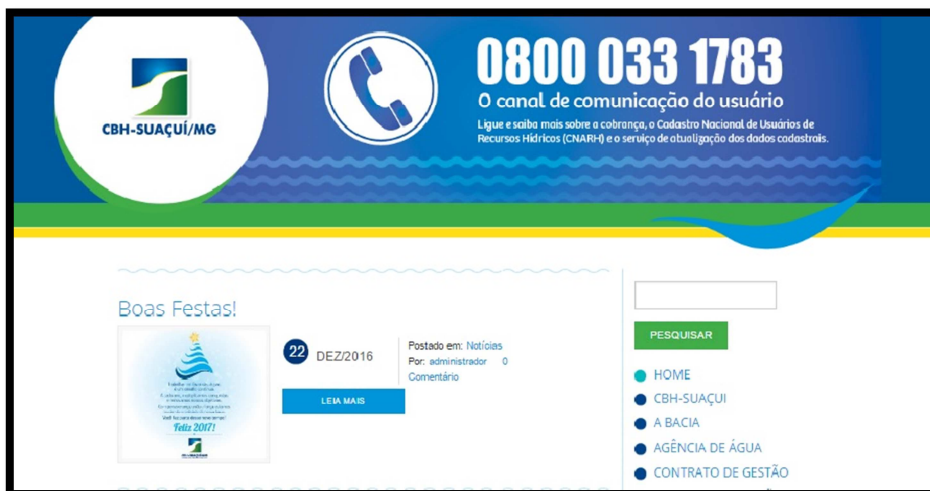 CBH-SUAÇUÍ/MG
0800 033 1783
O canal de comunicação do usuário
Ligue e saiba mais sobre a cobrança, o Cadastro Nacional de Usuários de
Recursos Hídricos (CNARH) e o serviço de atualização dos dados cadastrais.
Boas Festas!
Feliz 2017!
22 DEZ/2016
Postado em: Notícias
Por: administrador 0
Comentário
LEIA MAIS
PESQUISAR
HOME
CBH-SUAÇUI
A BACIA
AGÊNCIA DE ÁGUA
CONTRATO DE GESTÃO